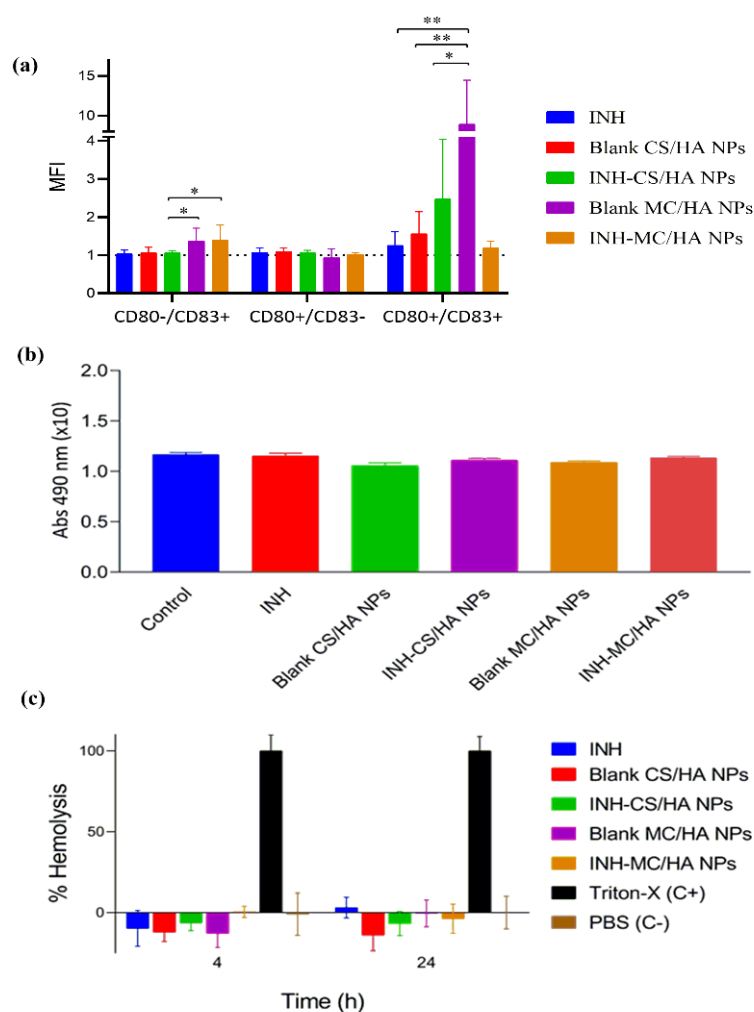 (a)
** 
**
*
*
*
MFI
15
10
4
3
2
1
0
CD80-/CD83+
CD80+/CD83-
CD80+/CD83+
INH
Blank CS/HA NPs
INH-CS/HA NPs
Blank MC/HA NPs
INH-MC/HA NPs
(b)
Abs 490 nm (x10)
2.0
1.5
1.0
0.5
0.0
Control
INH
Blank CS/HA NPs
INH-CS/HA NPs
Blank MC/HA NPs
INH-MC/HA NPs
(c)
% Hemolysis
100
50
0
4
24
Time (h)
INH
Blank CS/HA NPs
INH-CS/HA NPs
Blank MC/HA NPs
INH-MC/HA NPs
Triton-X (C+)
PBS (C-)